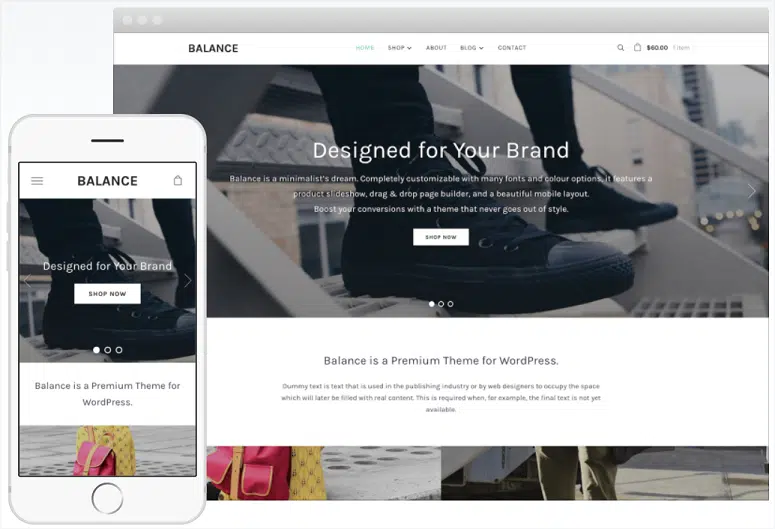 BALANCE
HOME SHOP ABOUT BLOG CONTACT
$60.00 1 item
Designed for Your Brand
Balance is a minimalist's dream. Completely customizable with many fonts and colour options, it features a
product slideshow, drag & drop page builder, and a beautiful mobile layout.
Boost your conversions with a theme that never goes out of style.
SHOP NOW
Balance is a Premium Theme for WordPress.
Dummy text is text that is used in the publishing industry or by web designers to occupy the space
which will later be filled with real content. This is required when, for example, the final text is not yet
available.
BALANCE
Designed for Your Brand
SHOP NOW
Balance is a Premium Theme for
WordPress.